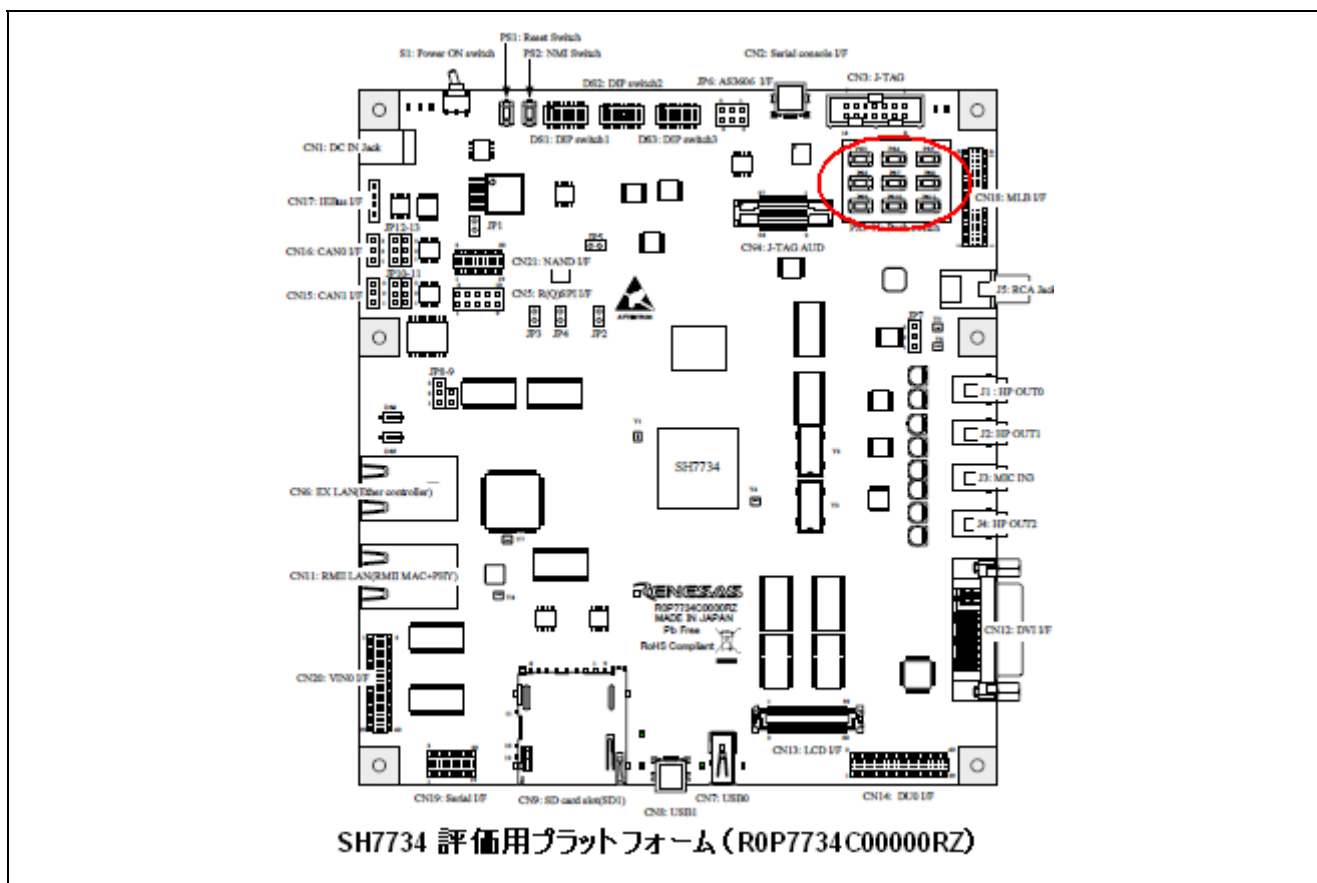 PS1: Reset Switch
S1: Power ON switch
PS2: NMI Switch
CN2: Serial console I/F
DS2: DIP switch2
JP6: AS3606 I/F
CN3: J-TAG
DS1: DIP switch1
DS3: DIP switch3
CN1: DC IN Jack
CN17: IEBus I/F
CN18: MLB I/F
JP12-13
JP1
JP5
CN4: J-TAG AUD
CN16: CAN0 I/F
CN21: NAND I/F
JP10-11
CN15: CAN1 I/F
CN5: R(Q)SPI I/F
J5: RCA Jack
ATTENTION
JP3
JP4
JP2
JP7
JP8-9
J1: HP OUT0
J2: HP OUT1
SH7734
J3: MIC IN3
CN6: EX LAN(Ether controller)
J4: HP OUT2
CN11: RMII LAN(RMII MAC+PHY)
RENESAS
R0P7734C0000RZ
MADE IN JAPAN
Pb Free
RoHS Compliant
CN12: DVI I/F
CN20: VIN0 I/F
CN13: LCD I/F
CN19: Serial I/F
CN9: SD card slot(SD1)
CN8: USB1
CN7: USB0
CN14: DU0 I/F
SH7734 評価用プラットフォーム（R0P7734C00000RZ）